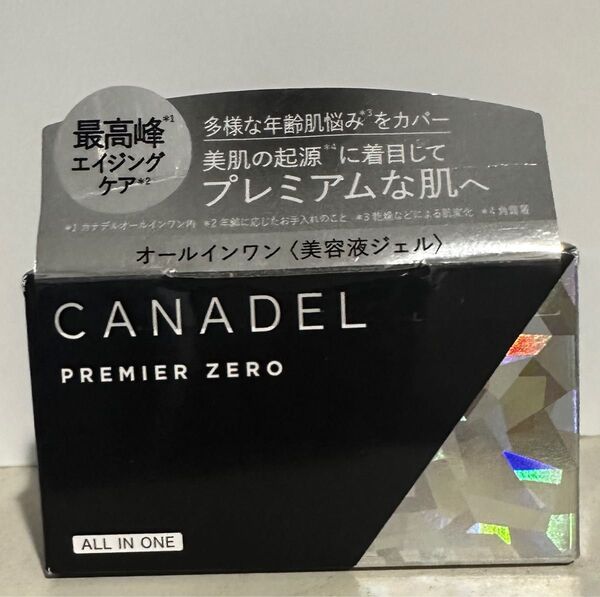 最高峰*1
エイジング
ケア*2
多様な年齢肌悩み*3をカバー
美肌の起源*4に着目して
プレミアムな肌へ
*1 カナデルオールインワン内 *2 年齢に応じたお手入れのこと *3 乾燥などによる肌変化 *4 角質層
オールインワン〈美容液ジェル〉
CANADEL
PREMIER ZERO
ALL IN ONE